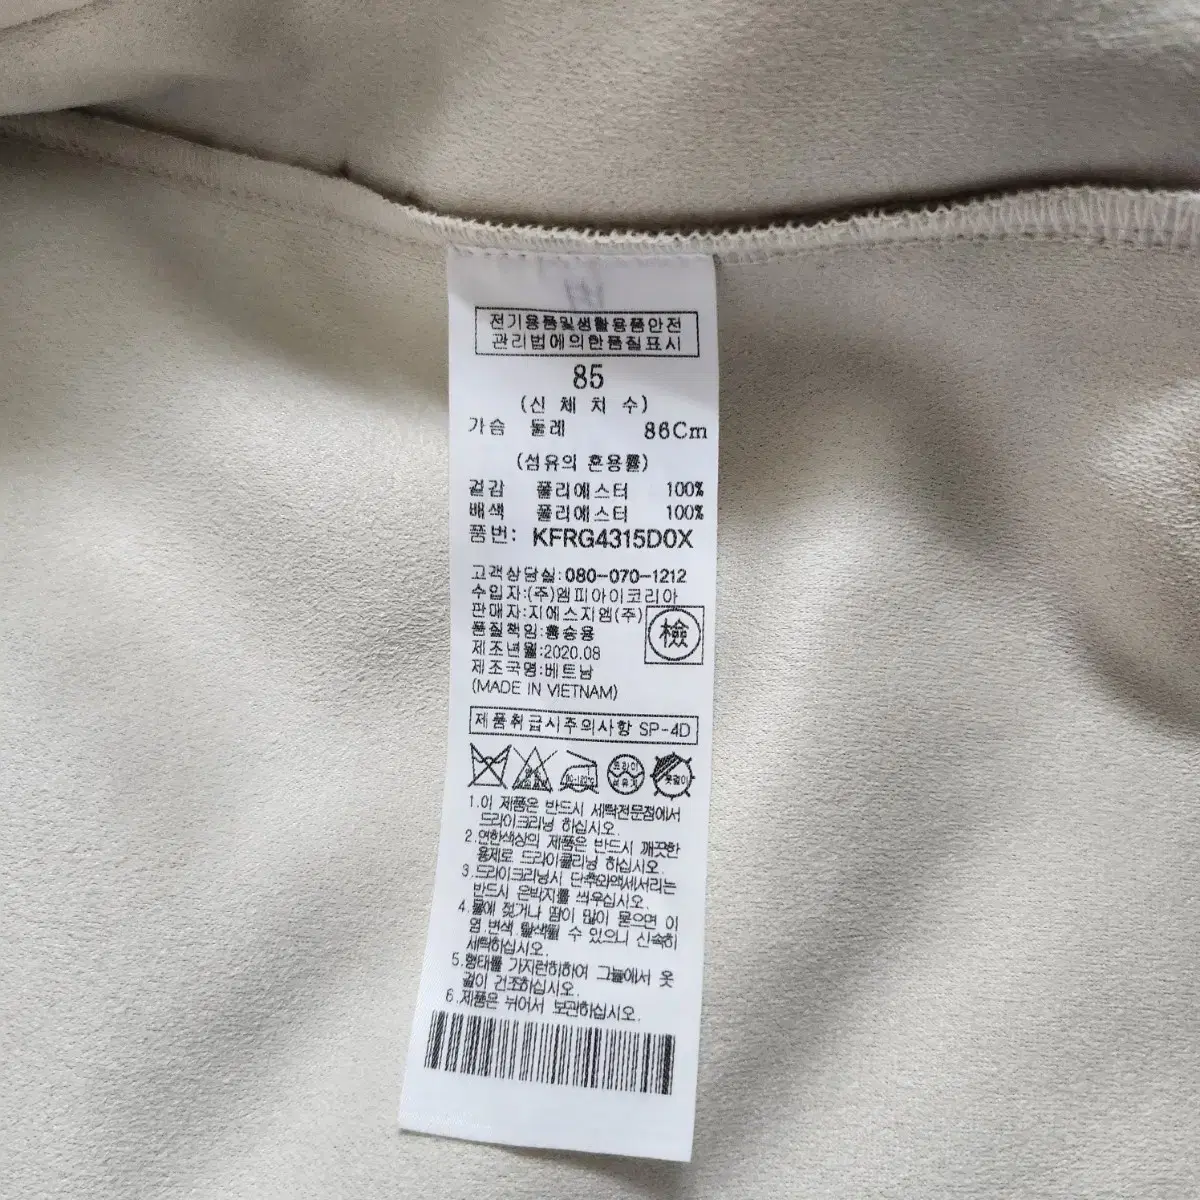 전기용품및생활용품안전
관리법에의한품질표시
85
(신 체 치 수)
가슴 둘레 86Cm
(섬유의 혼용률)
겉감 폴리에스터 100%
배색 폴리에스터 100%
품번: KFRG4315D0X
고객상담실:080-070-1212
수입자:(주)엠피아이코리아
판매자:지에스지엠(주)
품질책임:홍승용
檢
제조년월:2020.08
제조국명:베트남
(MADE IN VIETNAM)
제품취급시주의사항 SP-4D
드라이
옷걸이
1.이 제품은 반드시 세탁전문점에서
드라이크리닝 하십시오.
2.연한색상의 제품은 반드시 깨끗한
용제로 드라이클리닝 하십시오.
3.드라이크리닝시 단추와액세서리는
반드시 은박지를 씌우십시오.
4.물에 젖거나 땀이 많이 묻으면 이
염.변색.탈색될 수 있으니 신속히
세탁하십시오.
5.형태를 가지런히하여 그늘에서 옷
걸이 건조하십시오.
6.제품은 뉘어서 보관하십시오.